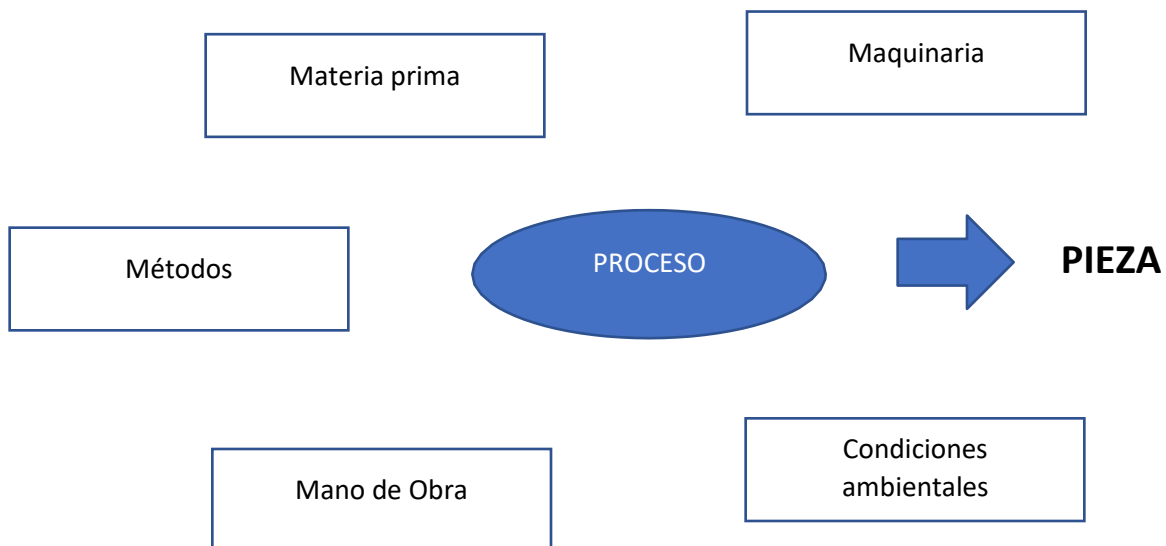 Materia prima
Maquinaria
Métodos
PROCESO
PIEZA
Mano de Obra
Condiciones
ambientales